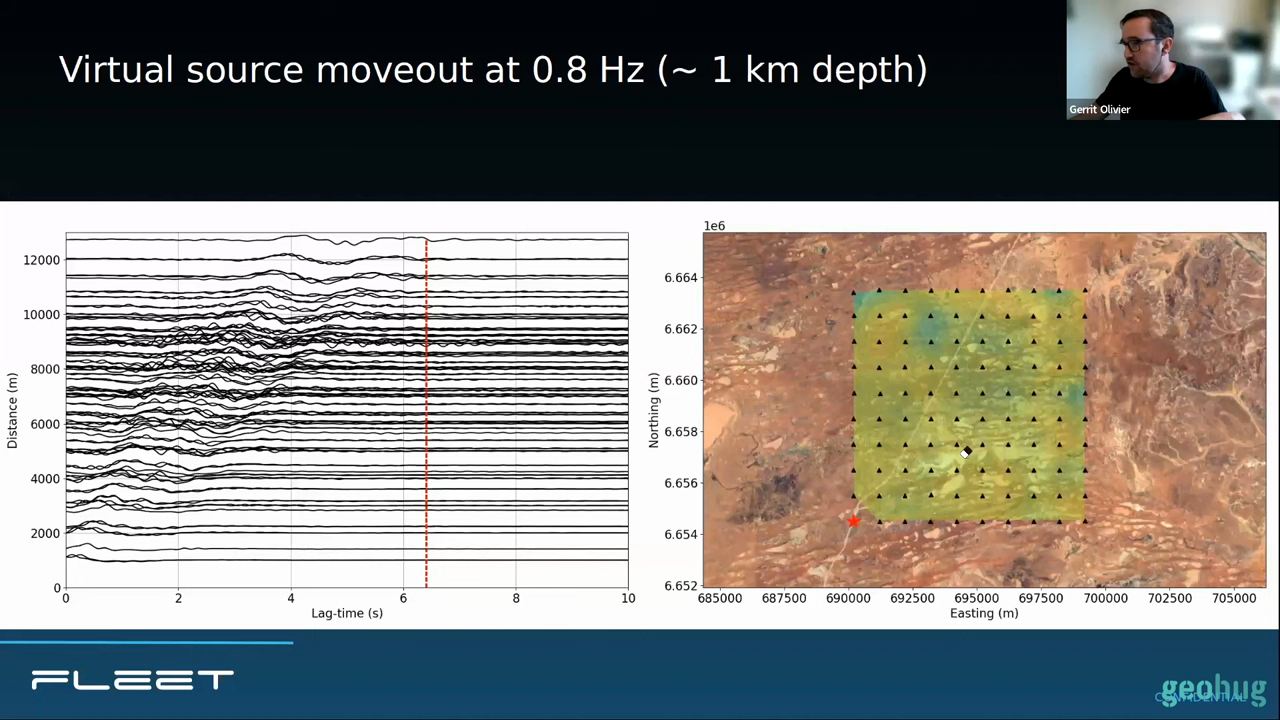 Virtual source moveout at 0.8 Hz (~ 1 km depth)
Gerrit Olivier
12000
10000
8000
6000
4000
2000
0
Distance (m)
0 2 4 6 8 10
Lag-time (s)
1e6
6.664
6.662
6.660
6.658
6.656
6.654
6.652
Northing (m)
685000 687500 690000 692500 695000 697500 700000 702500 705000
Easting (m)
FLEET
geohug
CONFIDENTIAL